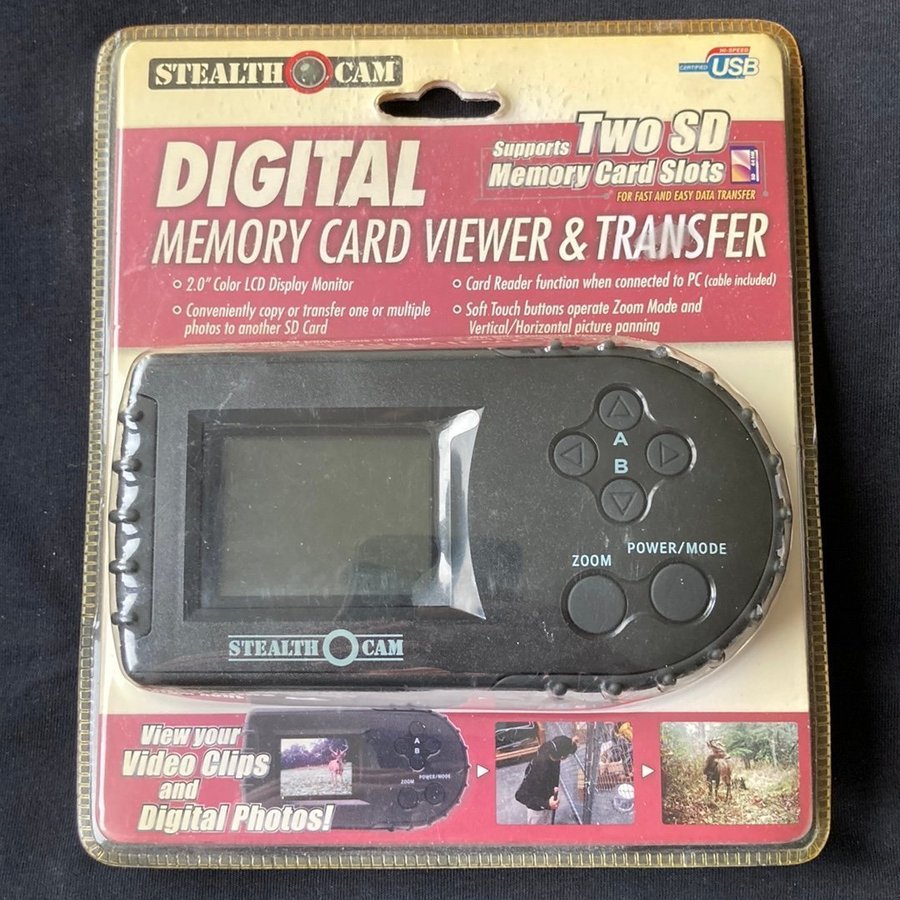 STEALTH CAM
HI-SPEED
CERTIFIED USB
DIGITAL
Supports Two SD
Memory Card Slots
FOR FAST AND EASY DATA TRANSFER
MEMORY CARD VIEWER & TRANSFER
2.0" Color LCD Display Monitor
Conveniently copy or transfer one or multiple
photos to another SD Card
Card Reader function when connected to PC (cable included)
Soft Touch buttons operate Zoom Mode and
Vertical/Horizontal picture panning
A
B
ZOOM
POWER/MODE
STEALTH CAM
View your
Video Clips
and
Digital Photos!
A
B
ZOOM
POWER/MODE